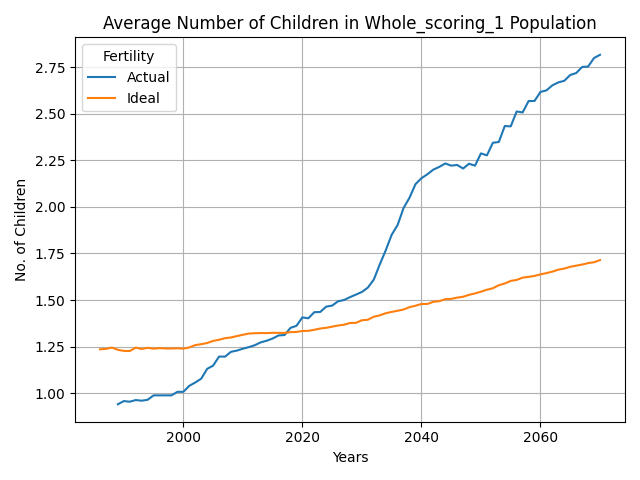 Average Number of Children in Whole_scoring_1 Population
Fertility
Actual
Ideal
2.75
2.50
2.25
2.00
1.75
1.50
1.25
1.00
No. of Children
2000 2020 2040 2060
Years